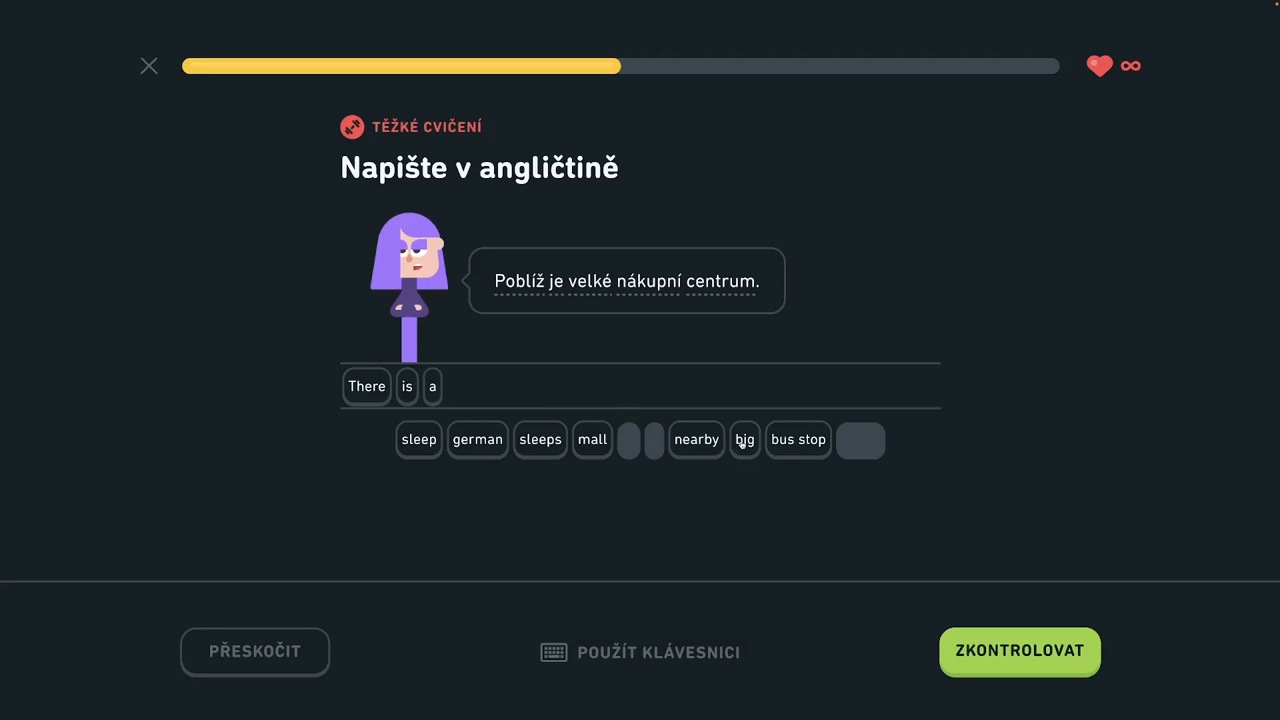 TĚŽKÉ CVIČENÍ
Napište v angličtině
Poblíž je velké nákupní centrum.
There is a
sleep german sleeps mall nearby big bus stop
PŘESKOČIT POUŽÍT KLÁVESNICI ZKONTROLOVAT